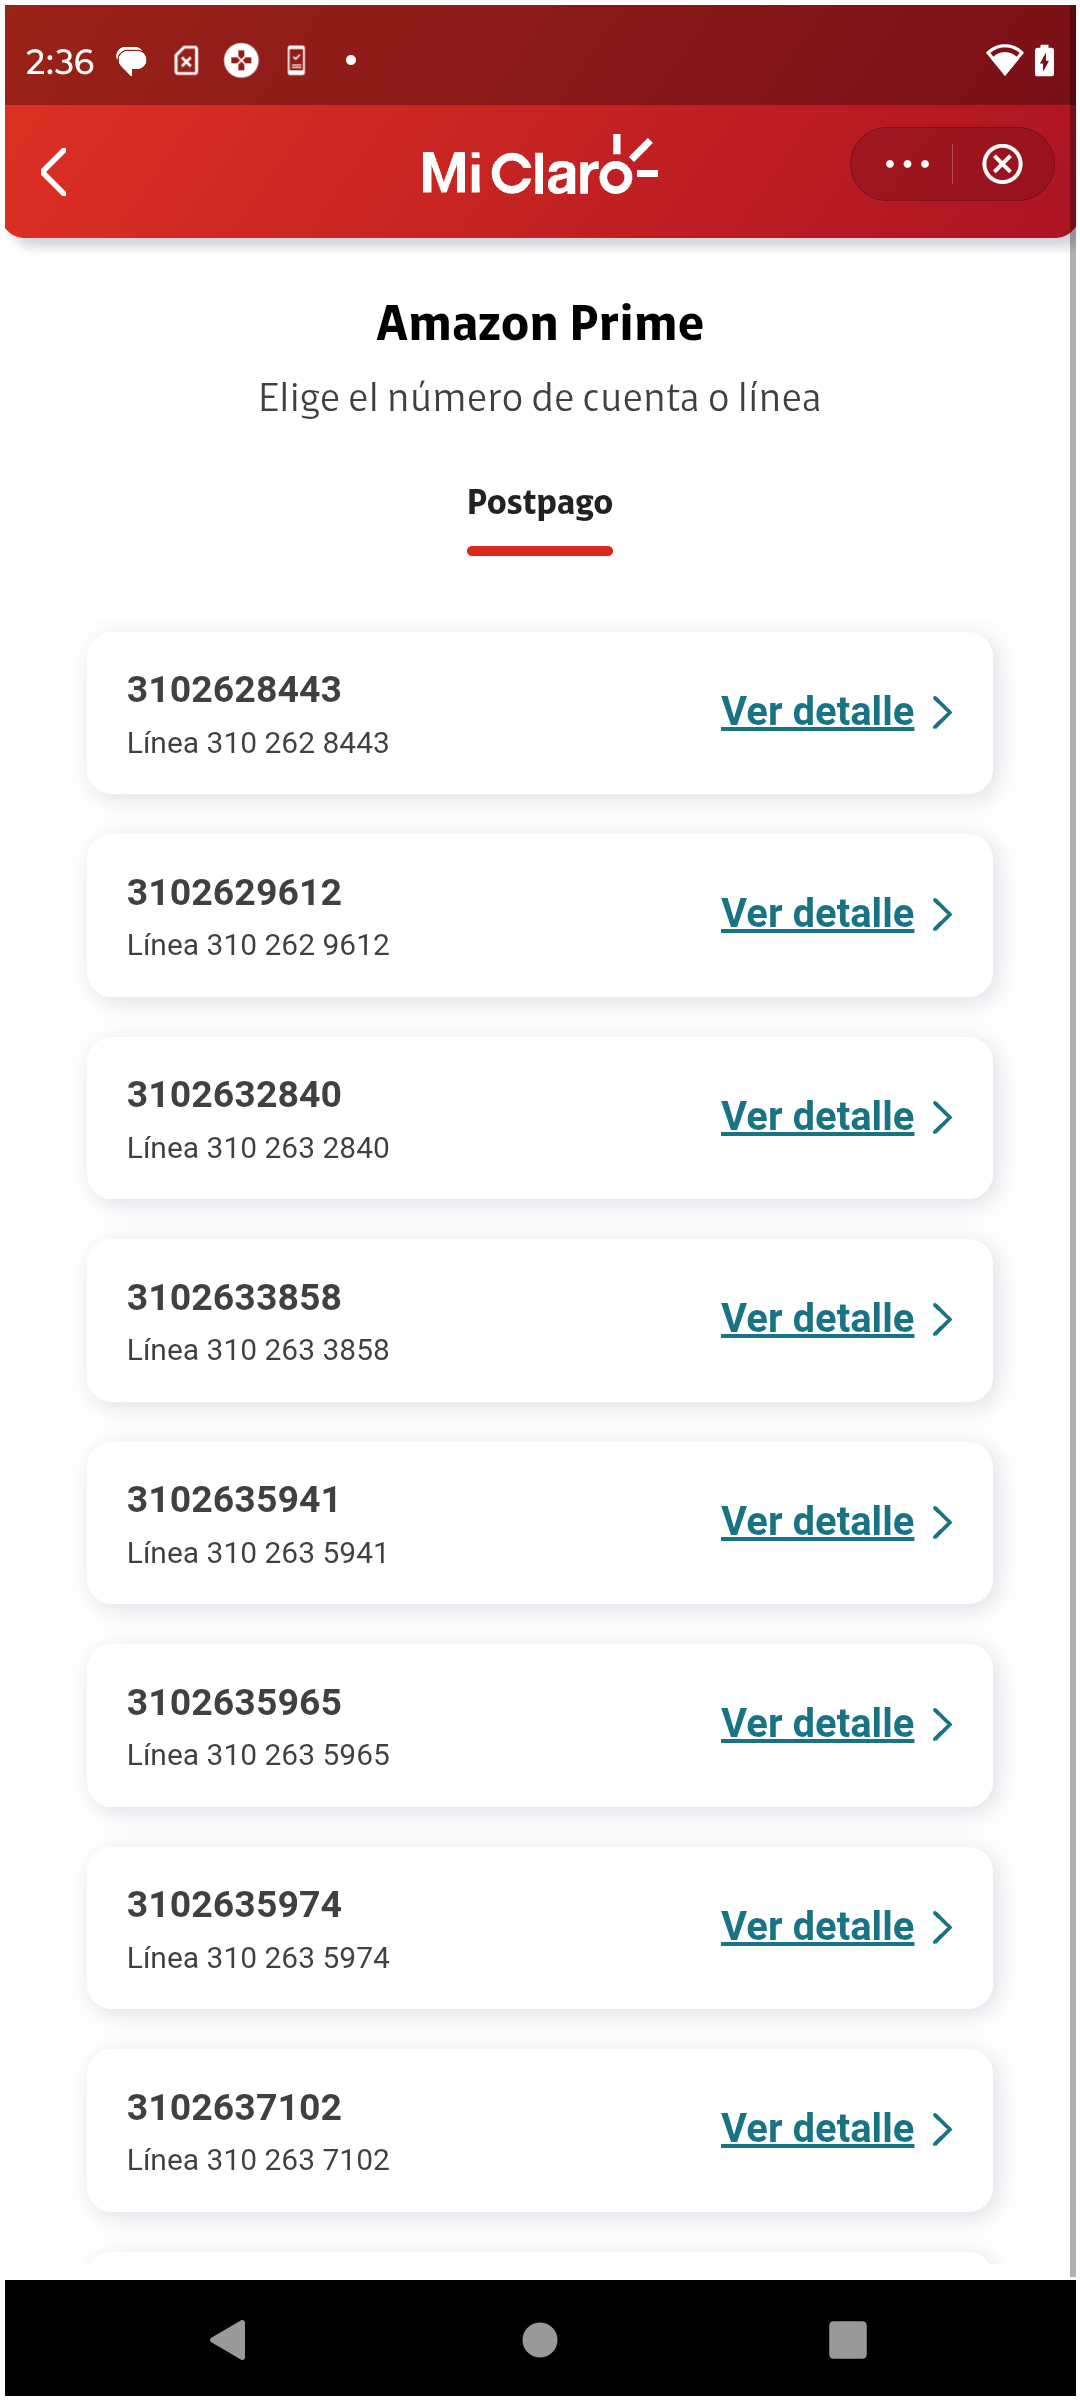 2:36
Mi Claro
Amazon Prime
Elige el número de cuenta o línea
Postpago
3102628443
Línea 310 262 8443
Ver detalle
3102629612
Línea 310 262 9612
Ver detalle
3102632840
Línea 310 263 2840
Ver detalle
3102633858
Línea 310 263 3858
Ver detalle
3102635941
Línea 310 263 5941
Ver detalle
3102635965
Línea 310 263 5965
Ver detalle
3102635974
Línea 310 263 5974
Ver detalle
3102637102
Línea 310 263 7102
Ver detalle